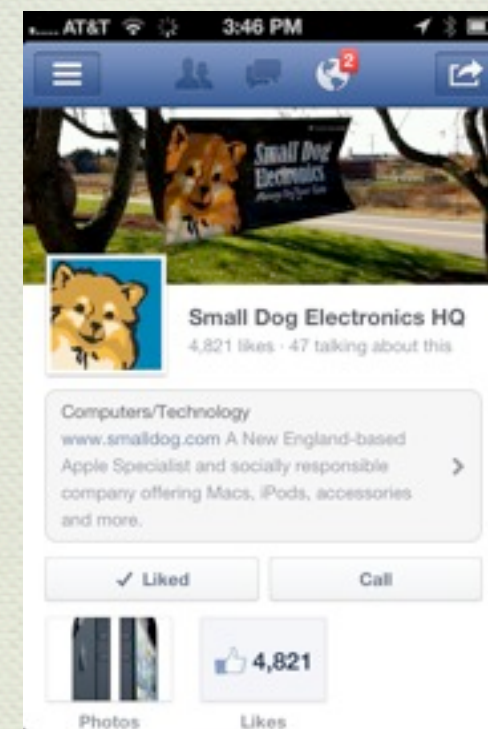 AT&T 3:46 PM
2
Small Dog
Electronics
Small Dog Electronics HQ
4,821 likes · 47 talking about this
Computers/Technology
www.smalldog.com A New England-based
Apple Specialist and socially responsible
company offering Macs, iPods, accessories
and more.
✓ Liked
Call
4,821
Photos
Likes